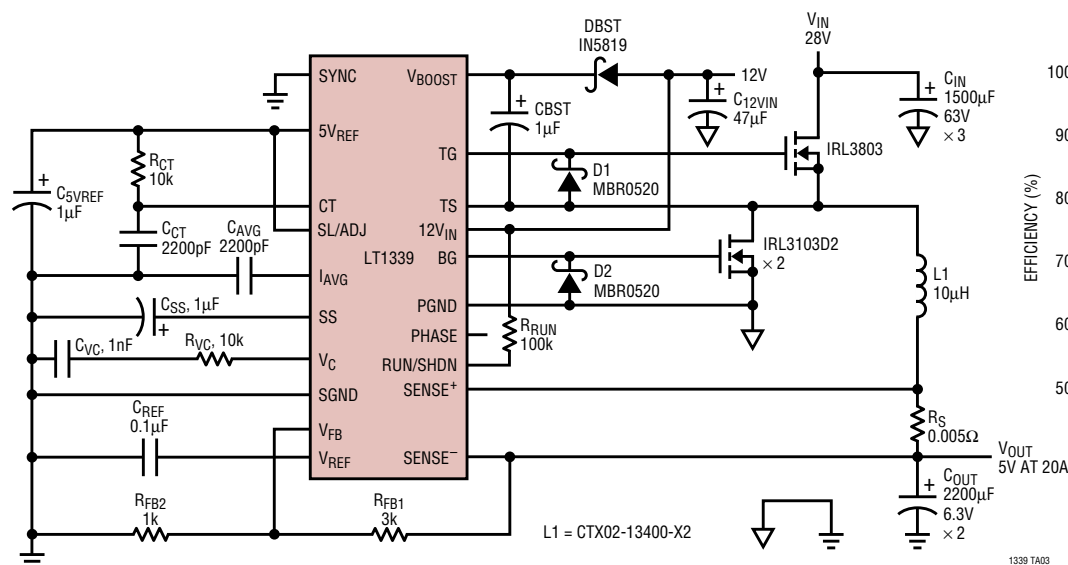 DBST
IN5819
VIN
28V
SYNC
VBOOST
12V
+
CBST
1µF
+
C12VIN
47µF
+
CIN
1500µF
63V
× 3
100
5VREF
RCT
10k
TG
D1
MBR0520
IRL3803
90
+
C5VREF
1µF
CT
TS
80
CCT
2200pF
CAVG
2200pF
SL/ADJ
12VIN
LT1339
BG
IRL3103D2
× 2
EFFICIENCY (%)
70
IAVG
D2
MBR0520
L1
10µH
CSS, 1µF
+
SS
PGND
PHASE
RRUN
100k
60
CVC, 1nF
RVC, 10k
VC
RUN/SHDN
SGND
SENSE+
50
CREF
0.1µF
VFB
RS
0.005Ω
VREF
SENSE–
VOUT
5V AT 20A
RFB2
1k
RFB1
3k
+
COUT
2200µF
6.3V
× 2
L1 = CTX02-13400-X2
1339 TA03